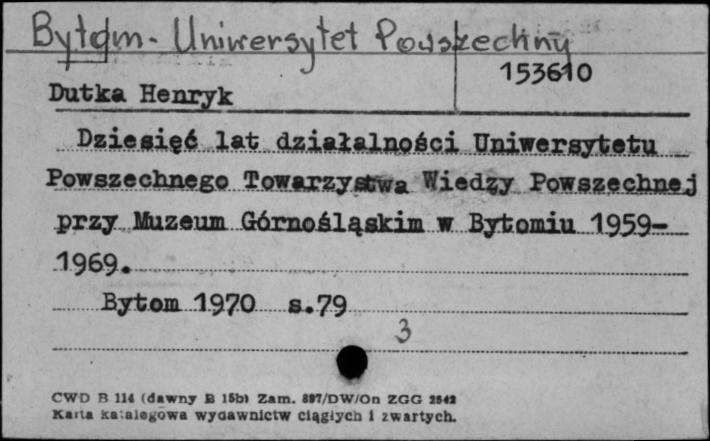 Bytom - Uniwersytet Powszechny
153610
Dutka Henryk
Dziesięć lat działalności Uniwersytetu
Powszechnego Towarzystwa Wiedzy Powszechnej
przy Muzeum Górnośląskim w Bytomiu 1959-
1969.
Bytom 1970 s.79
3
CWD B 114 (dawny B 15b) Zam. 897/DW/On ZGG 2542
Karta katalogowa wydawnictw ciągłych i zwartych.